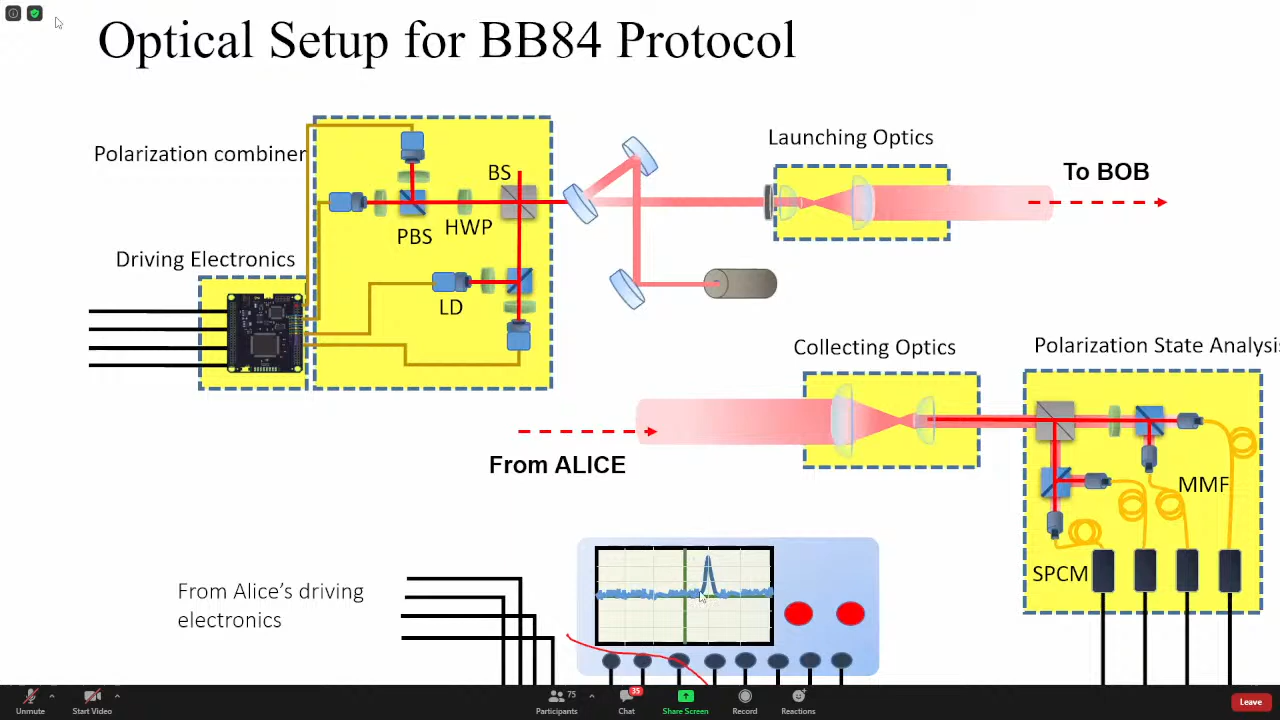 Optical Setup for BB84 Protocol
Polarization combiner
BS
Launching Optics
To BOB
PBS
HWP
Driving Electronics
LD
Collecting Optics
Polarization State Analysis
From ALICE
MMF
SPCM
From Alice's driving
electronics
Unmute
Start Video
75
Participants
35
Chat
Share Screen
Record
Reactions
Leave